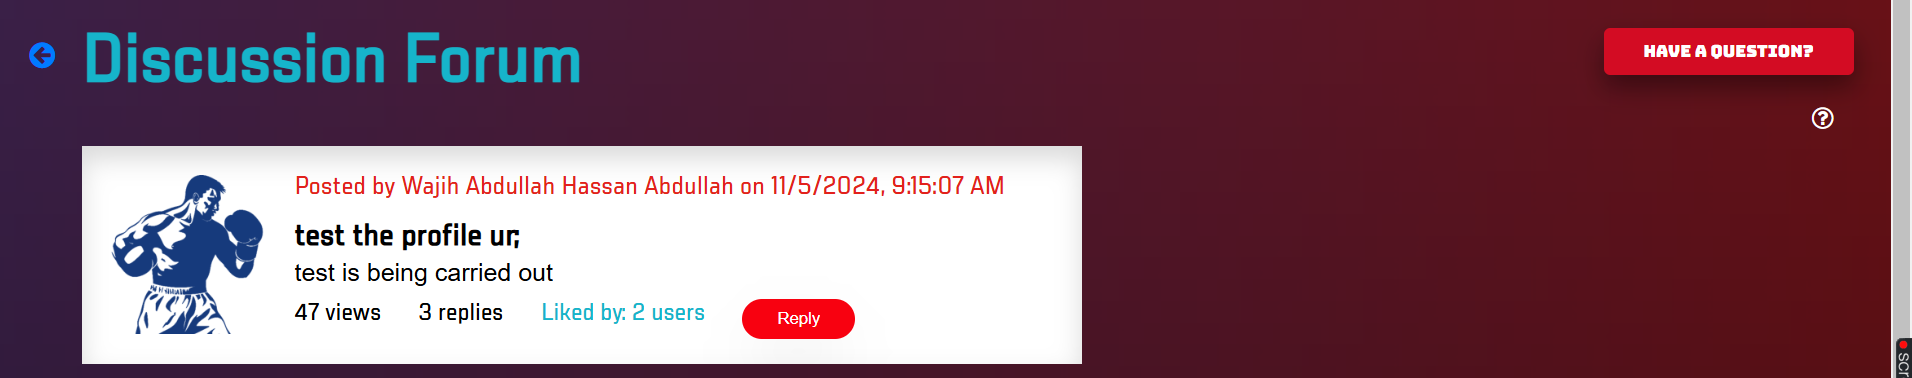 Discussion Forum
HAVE A QUESTION?
Posted by Wajih Abdullah Hassan Abdullah on 11/5/2024, 9:15:07 AM
test the profile ur;
test is being carried out
47 views 3 replies Liked by: 2 users Reply
scr